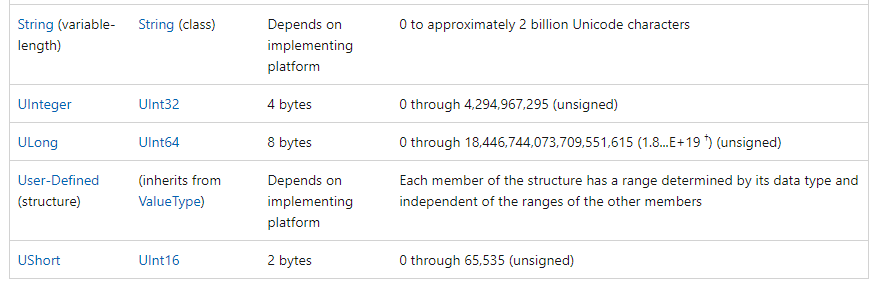 String (variable- String (class) Depends on 0 to approximately 2 billion Unicode characters
length) implementing
platform
UInteger UInt32 4 bytes 0 through 4,294,967,295 (unsigned)
ULong UInt64 8 bytes 0 through 18,446,744,073,709,551,615 (1.8...E+19 †) (unsigned)
User-Defined (inherits from Depends on Each member of the structure has a range determined by its data type and
(structure) ValueType) implementing independent of the ranges of the other members
platform
UShort UInt16 2 bytes 0 through 65,535 (unsigned)